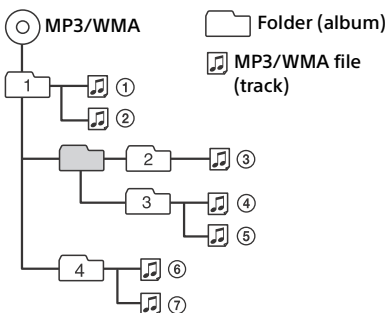 MP3/WMA
Folder (album)
MP3/WMA file
(track)
1
①
②
2
③
3
④
⑤
4
⑥
⑦